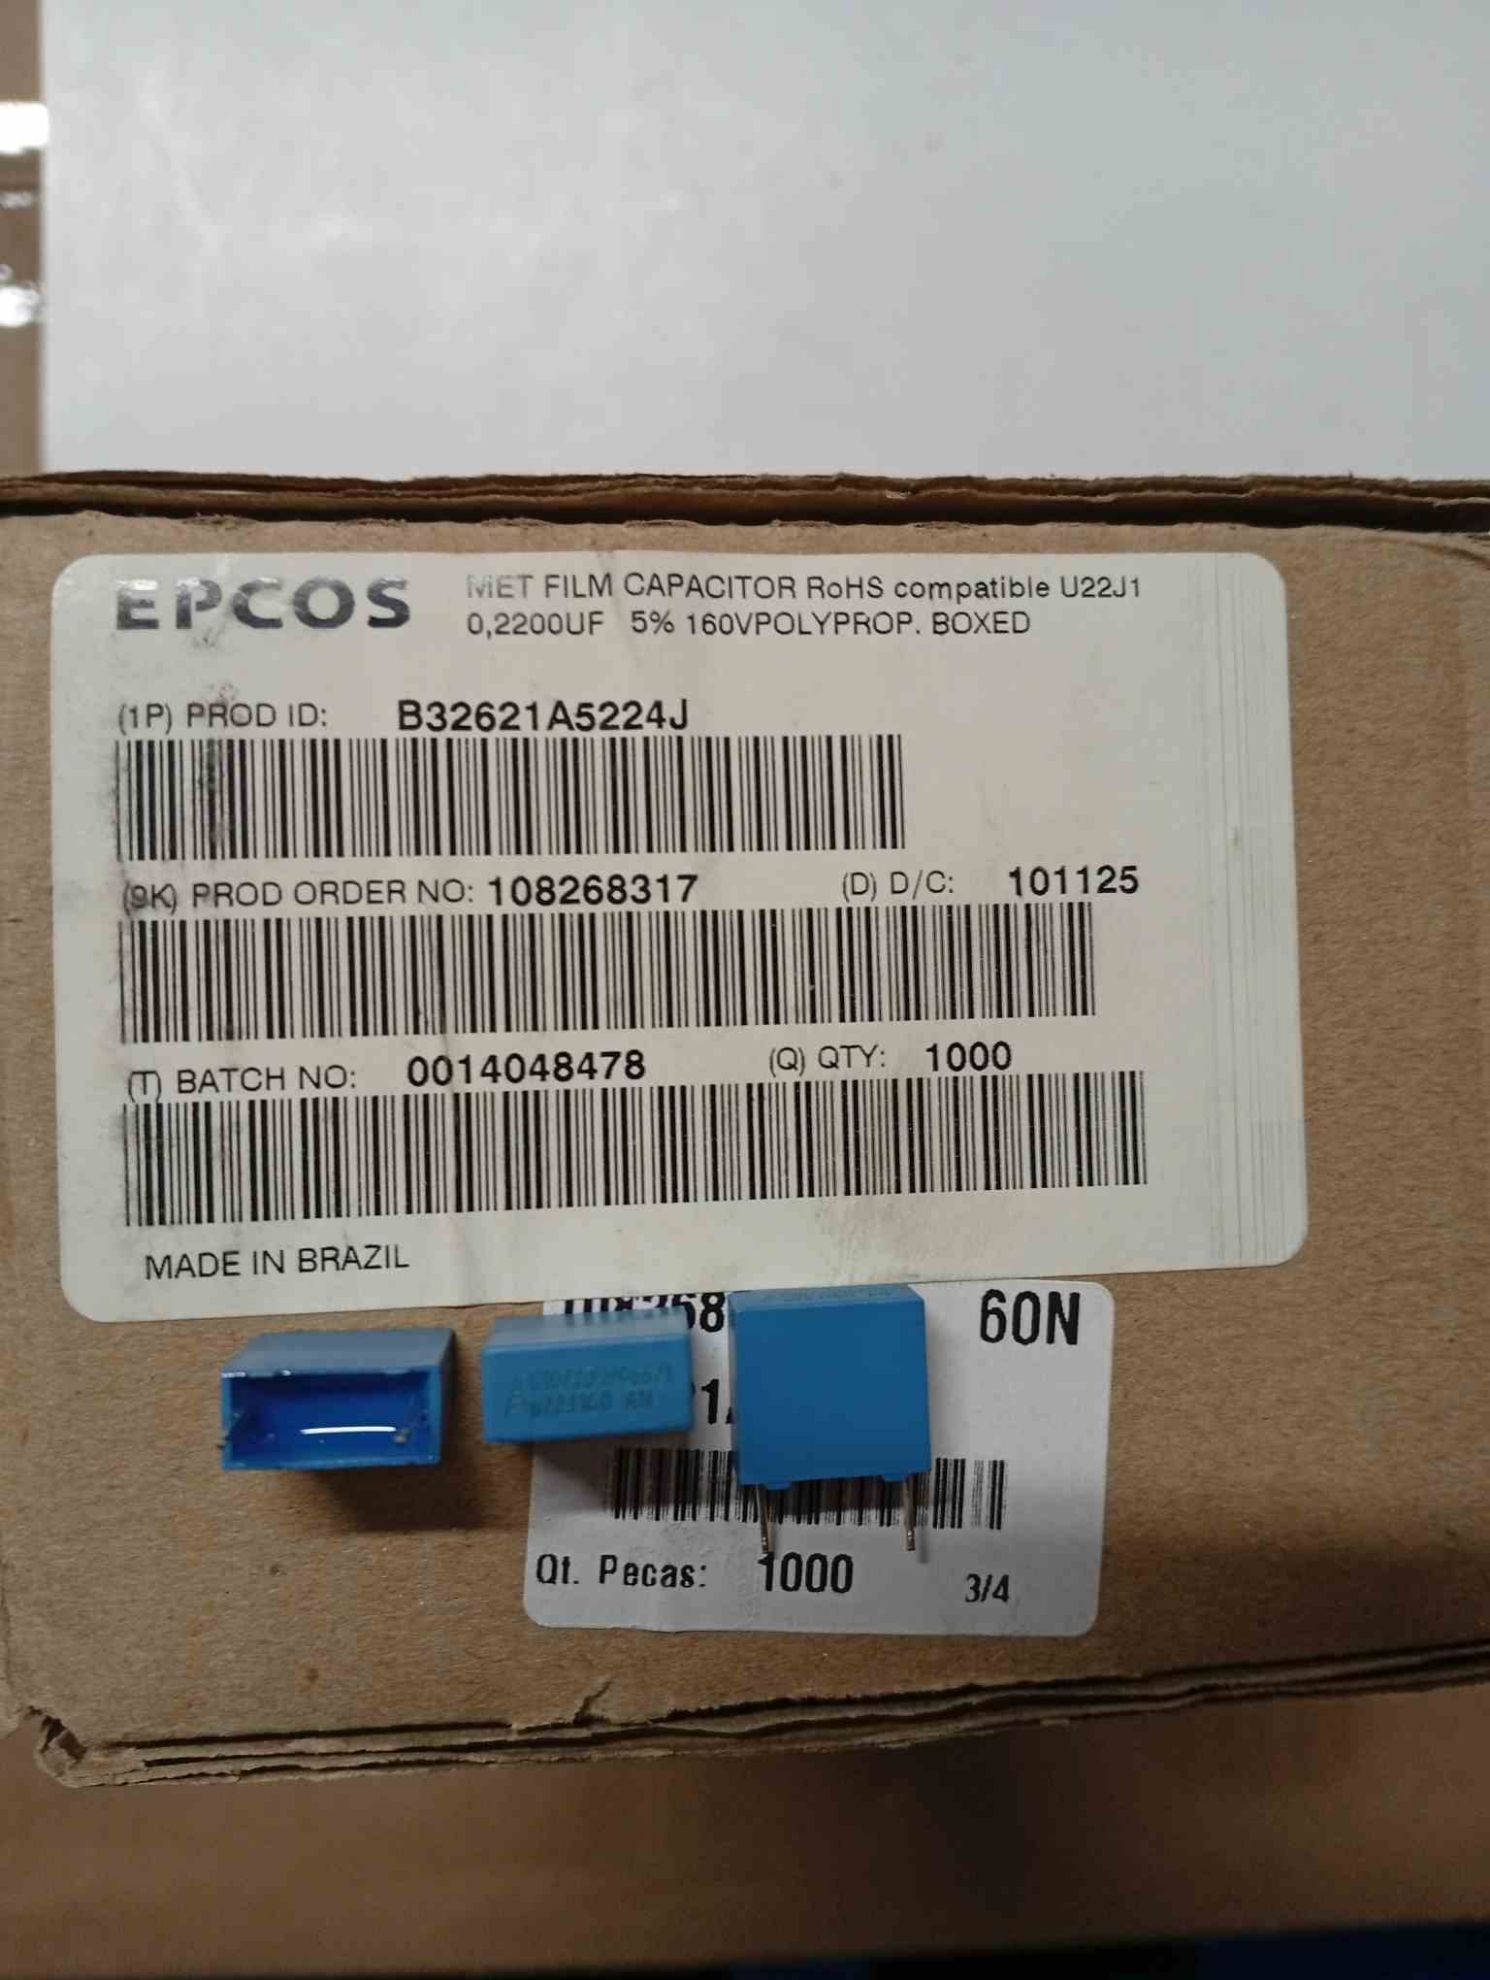 EPCOS
MET FILM CAPACITOR RoHS compatible U22J1
0,2200UF 5% 160VPOLYPROP. BOXED
(1P) PROD ID: B32621A5224J
(9K) PROD ORDER NO: 108268317 (D) D/C: 101125
(T) BATCH NO: 0014048478 (Q) QTY: 1000
MADE IN BRAZIL
60N
Qt. Pecas: 1000 3/4